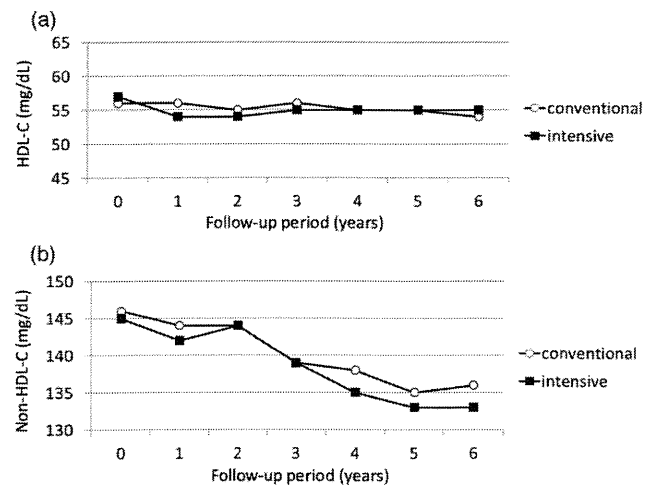 (a)
65
60
55
50
45
HDL-C (mg/dL)
0 1 2 3 4 5 6
Follow-up period (years)
conventional
intensive
(b)
150
145
140
135
130
Non-HDL-C (mg/dL)
0 1 2 3 4 5 6
Follow-up period (years)
conventional
intensive